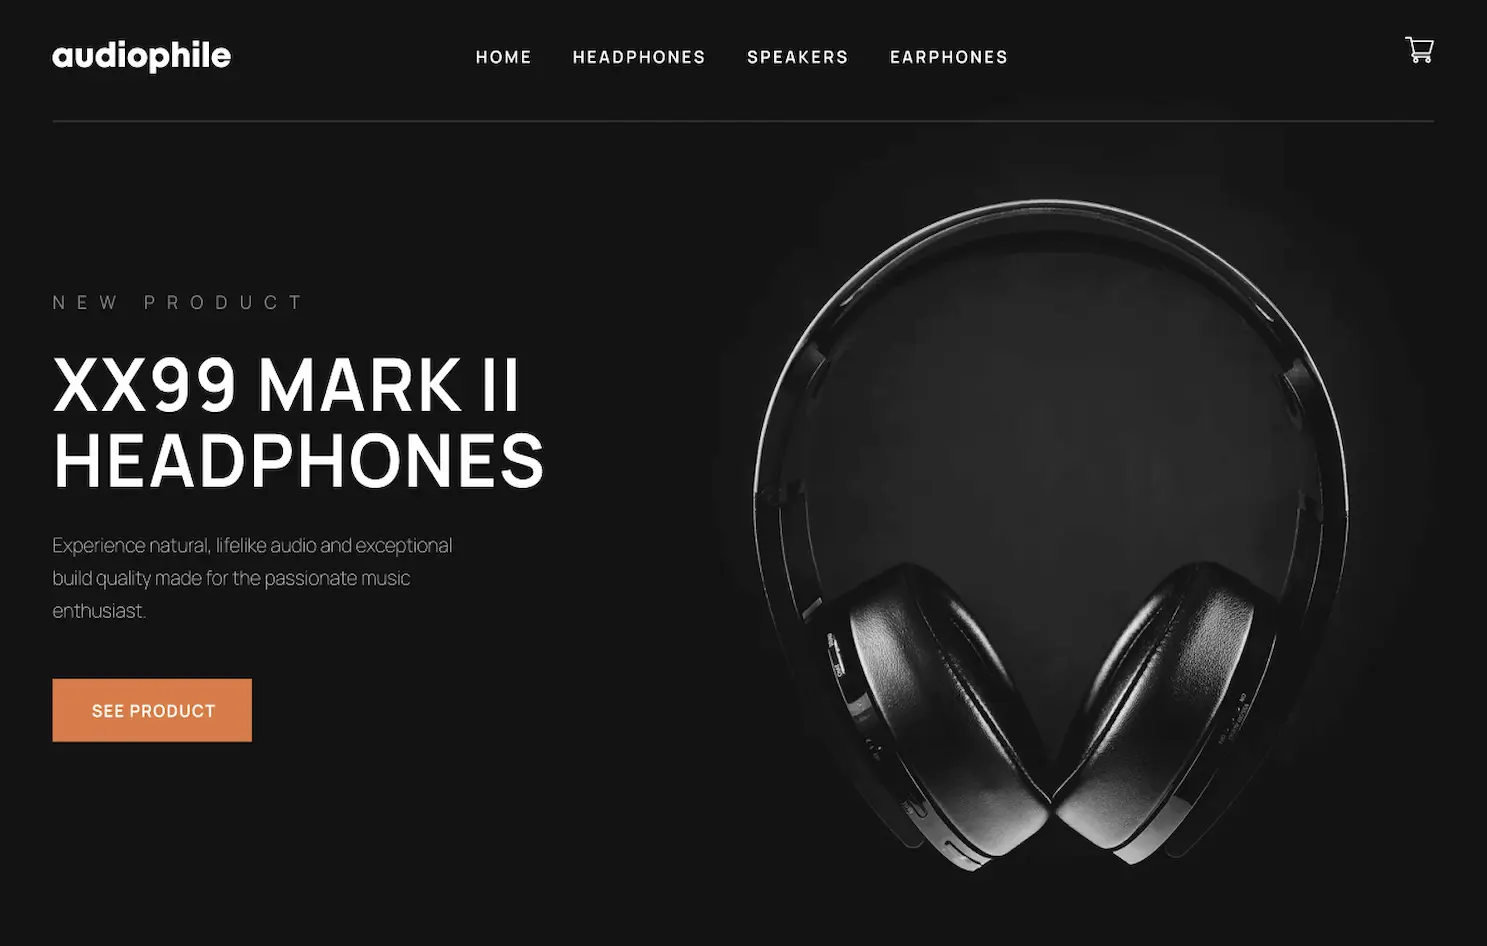 audiophile
HOME HEADPHONES SPEAKERS EARPHONES
NEW PRODUCT
XX99 MARK II
HEADPHONES
Experience natural, lifelike audio and exceptional
build quality made for the passionate music
enthusiast.
SEE PRODUCT